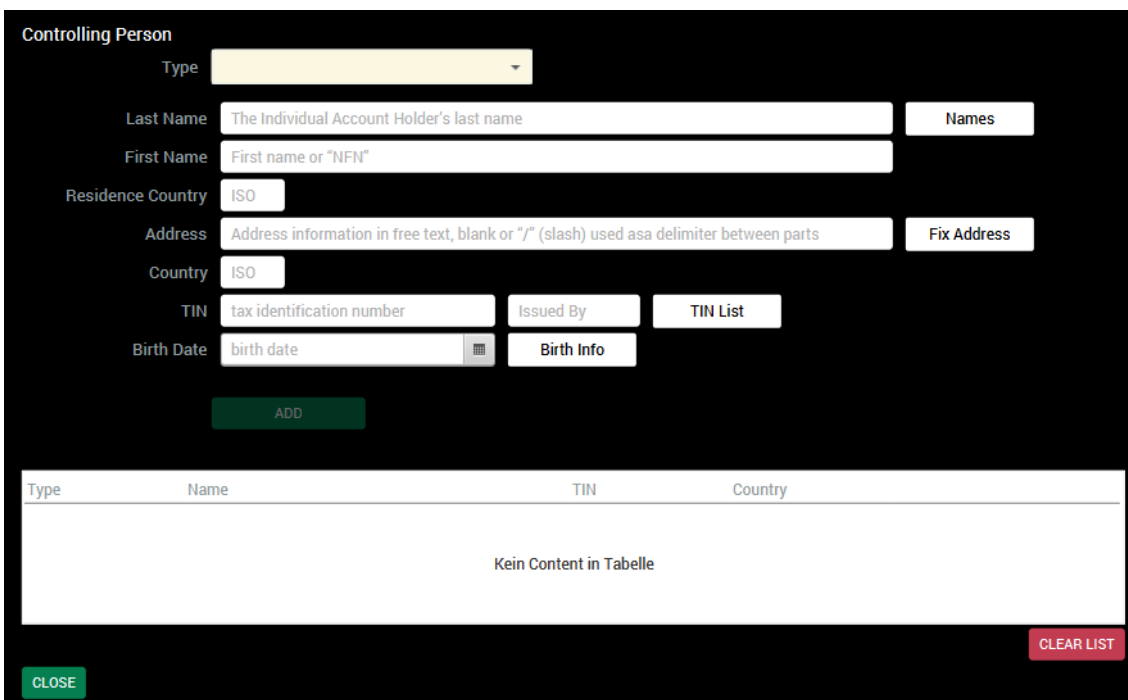 Controlling Person
Type
Last Name The Individual Account Holder's last name Names
First Name First name or “NFN”
Residence Country ISO
Address Address information in free text, blank or “/” (slash) used asa delimiter between parts Fix Address
Country ISO
TIN tax identification number Issued By TIN List
Birth Date birth date Birth Info
ADD
Type Name TIN Country
Kein Content in Tabelle
CLEAR LIST
CLOSE